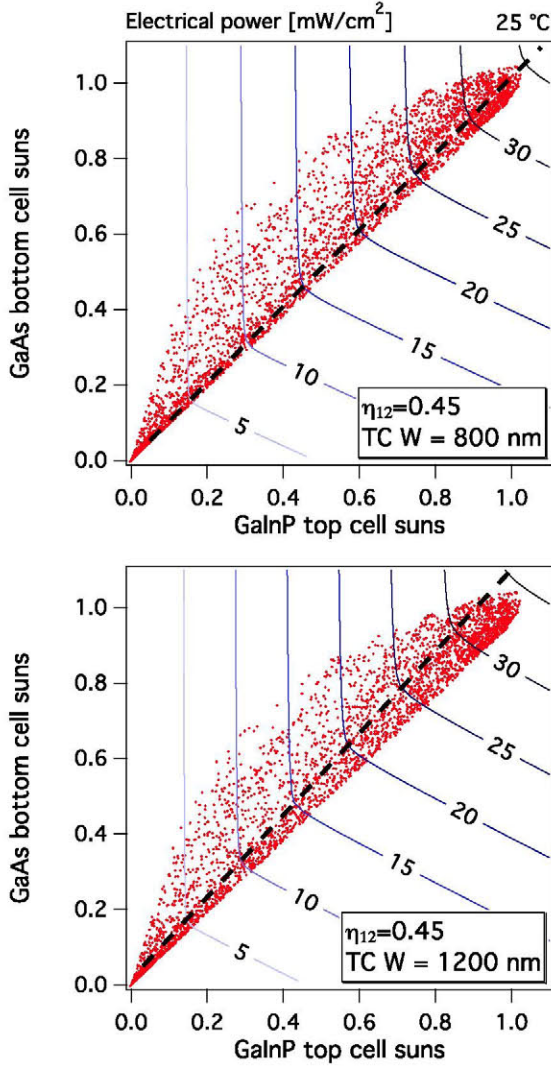 Electrical power [mW/cm²] 25 °C
1.0
0.8
0.6
0.4
0.2
0.0
GaAs bottom cell suns
30
25
20
15
10
5
η₁₂=0.45
TC W = 800 nm
0.0 0.2 0.4 0.6 0.8 1.0
GaInP top cell suns
1.0
0.8
0.6
0.4
0.2
0.0
GaAs bottom cell suns
30
25
20
15
10
5
η₁₂=0.45
TC W = 1200 nm
0.0 0.2 0.4 0.6 0.8 1.0
GaInP top cell suns